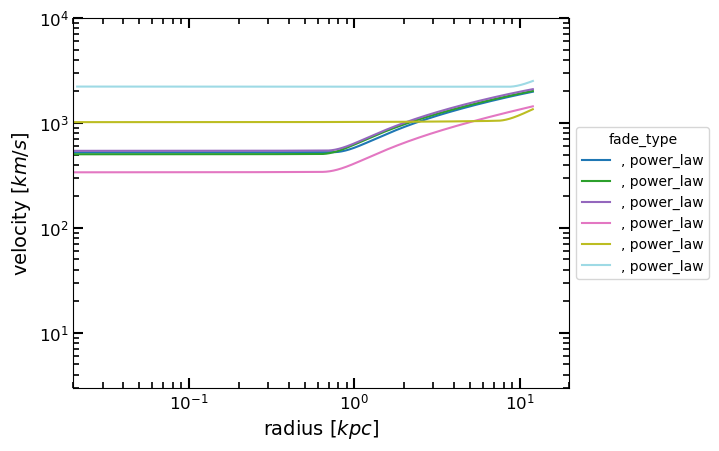 10^4
10^3
10^2
10^1
velocity [km/s]
10^-1
10^0
10^1
radius [kpc]
fade_type
, power_law
, power_law
, power_law
, power_law
, power_law
, power_law